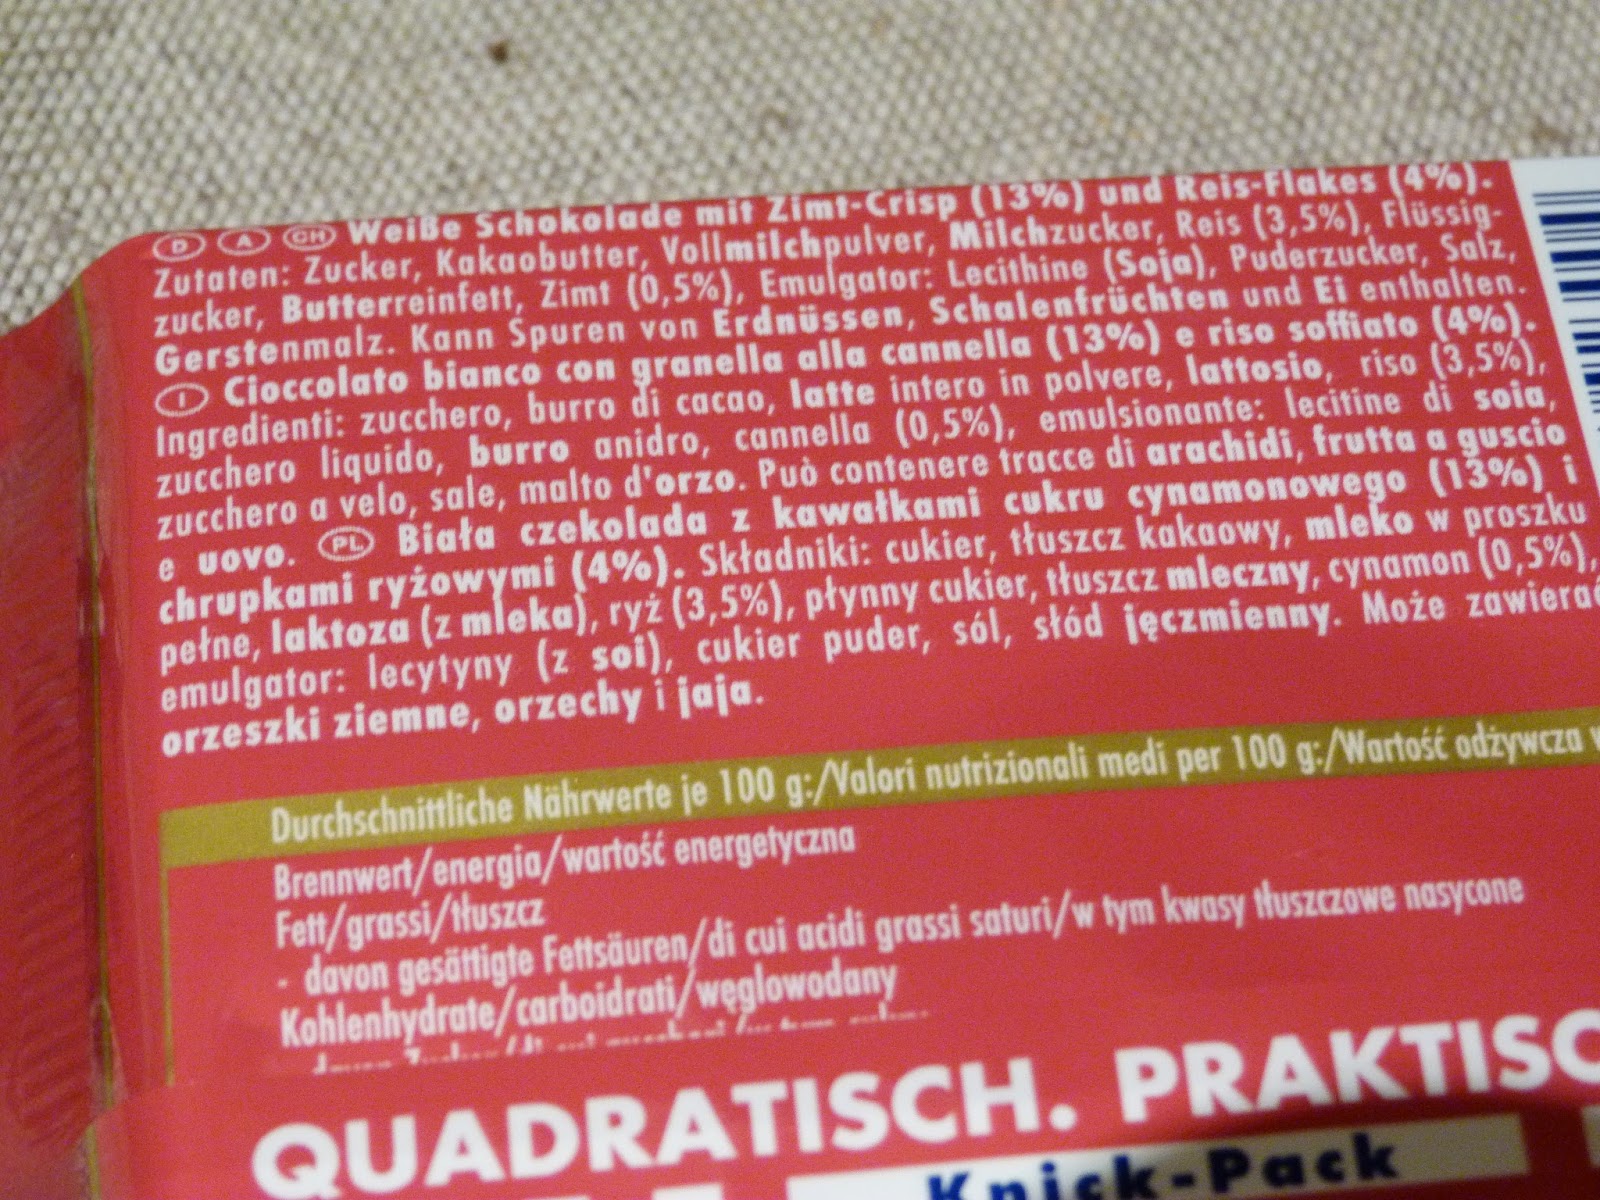 D A CH Weiße Schokolade mit Zimt-Crisp (13%) und Reis-Flakes (4%).
Zutaten: Zucker, Kakaobutter, Vollmilchpulver, Milchzucker, Reis (3,5%), Flüssig-
zucker, Butterreinfett, Zimt (0,5%), Emulgator: Lecithine (Soja), Puderzucker, Salz,
Gerstenmalz. Kann Spuren von Erdnüssen, Schalenfrüchten und Ei enthalten.
I Cioccolato bianco con granella alla cannella (13%) e riso soffiato (4%).
Ingredienti: zucchero, burro di cacao, latte intero in polvere, lattosio, riso (3,5%),
zucchero liquido, burro anidro, cannella (0,5%), emulsionante: lecitine di soia,
zucchero a velo, sale, malto d'orzo. Può contenere tracce di arachidi, frutta a guscio
e uovo. PL Biała czekolada z kawałkami cukru cynamonowego (13%) i
chrupkami ryżowymi (4%). Składniki: cukier, tłuszcz kakaowy, mleko w proszku
pełne, laktoza (z mleka), ryż (3,5%), płynny cukier, tłuszcz mleczny, cynamon (0,5%),
emulgator: lecytyny (z soi), cukier puder, sól, słód jęczmienny. Może zawierać
orzeszki ziemne, orzechy i jaja.
Durchschnittliche Nährwerte je 100 g:/Valori nutrizionali medi per 100 g:/Wartość odżywcza w
Brennwert/energia/wartość energetyczna
Fett/grassi/tłuszcz
- davon gesättigte Fettsäuren/di cui acidi grassi saturi/w tym kwasy tłuszczowe nasycone
Kohlenhydrate/carboidrati/węglowodany
QUADRATISCH. PRAKTISC
Knick-Pack